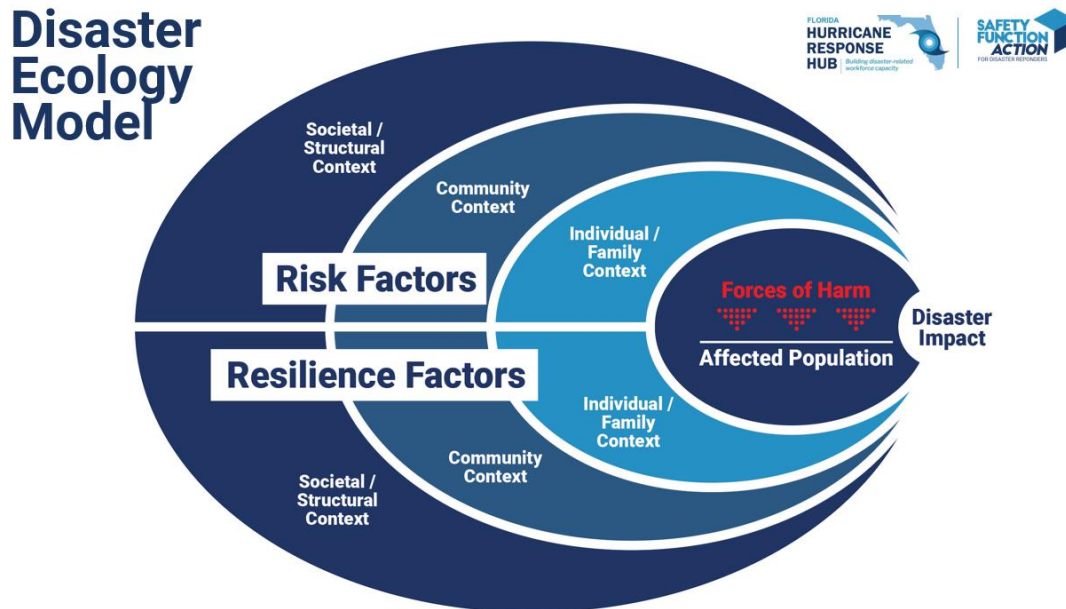 Disaster
Ecology
Model
FLORIDA
HURRICANE
RESPONSE
HUB
Building disaster-related
workforce capacity
SAFETY
FUNCTION
ACTION
FOR DISASTER REPONDERS
Societal /
Structural
Context
Community
Context
Individual /
Family
Context
Risk Factors
Forces of Harm
Affected Population
Disaster
Impact
Resilience Factors
Individual /
Family
Context
Community
Context
Societal /
Structural
Context